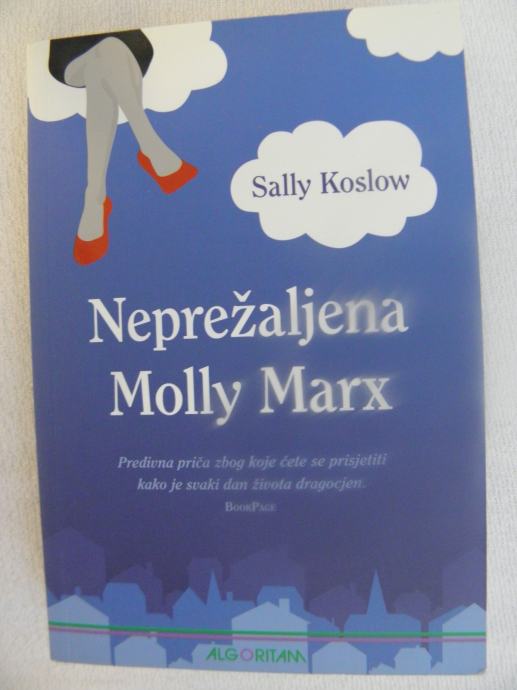 Sally Koslow
Neprežaljena
Molly Marx
Predivna priča zbog koje ćete se prisjetiti
kako je svaki dan života dragocjen.
BOOKPAGE
ALGORITAM